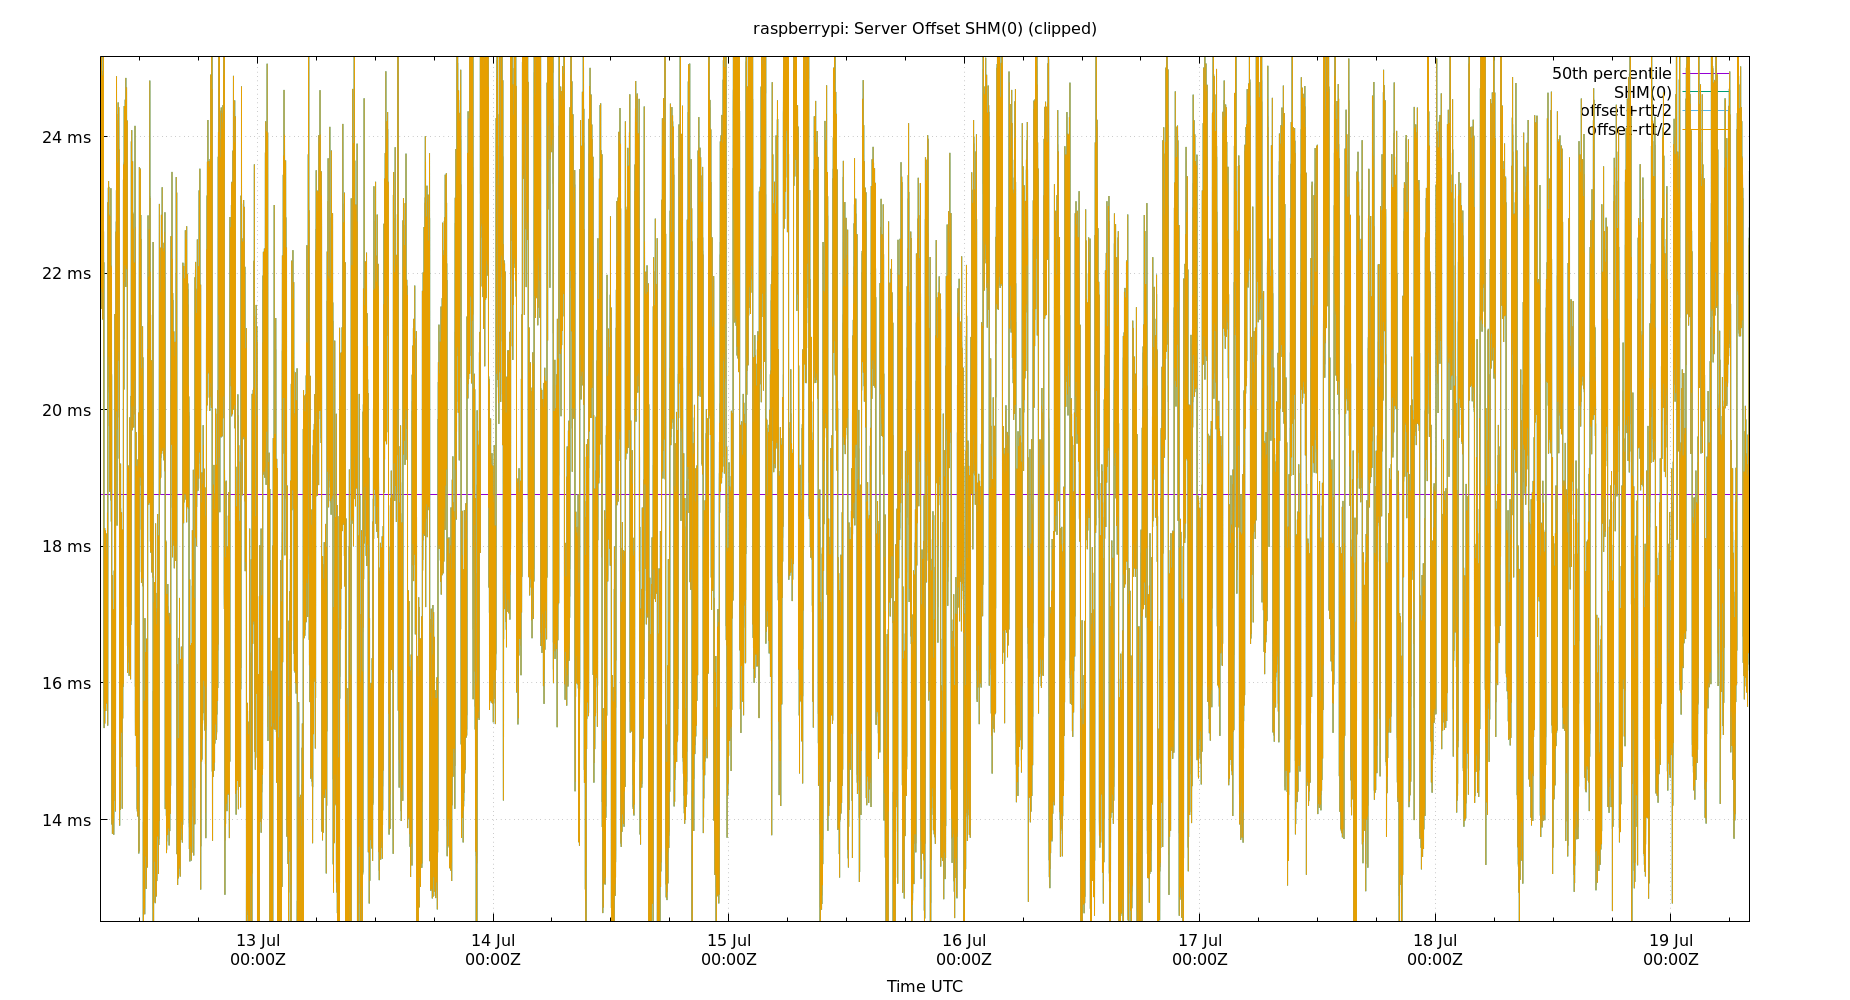 raspberrypi: Server Offset SHM(0) (clipped)
50th percentile
SHM(0)
offset+rtt/2
offset-rtt/2
24 ms
22 ms
20 ms
18 ms
16 ms
14 ms
13 Jul 14 Jul 15 Jul 16 Jul 17 Jul 18 Jul 19 Jul
00:00Z 00:00Z 00:00Z 00:00Z 00:00Z 00:00Z 00:00Z
Time UTC